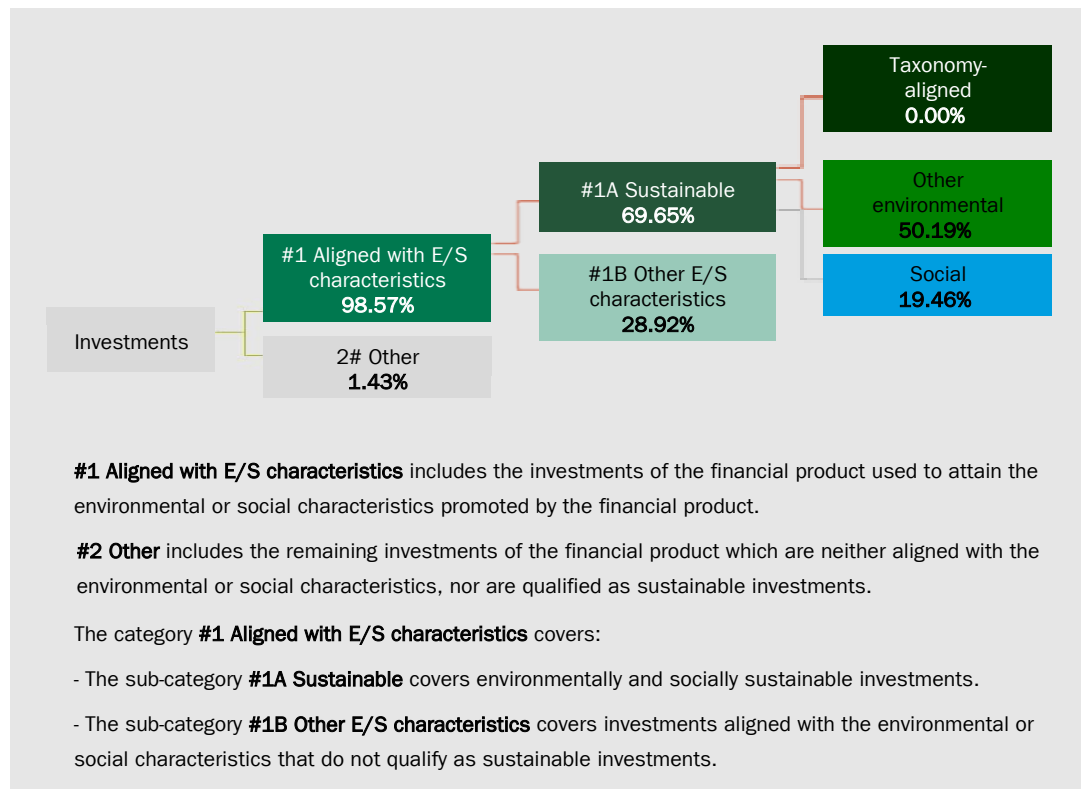 Taxonomy-
aligned
0.00%
#1A Sustainable
69.65%
Other
environmental
50.19%
#1 Aligned with E/S
characteristics
98.57%
#1B Other E/S
characteristics
28.92%
Social
19.46%
Investments
2# Other
1.43%
#1 Aligned with E/S characteristics includes the investments of the financial product used to attain the
environmental or social characteristics promoted by the financial product.
#2 Other includes the remaining investments of the financial product which are neither aligned with the
environmental or social characteristics, nor are qualified as sustainable investments.
The category #1 Aligned with E/S characteristics covers:
- The sub-category #1A Sustainable covers environmentally and socially sustainable investments.
- The sub-category #1B Other E/S characteristics covers investments aligned with the environmental or
social characteristics that do not qualify as sustainable investments.